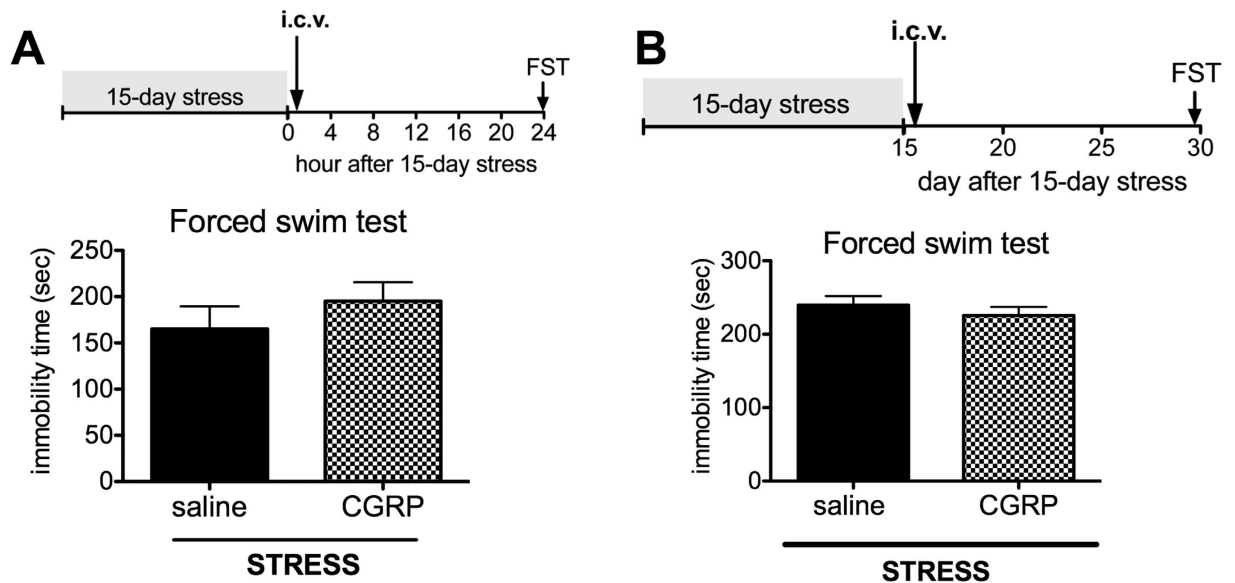 A
i.c.v.
FST
15-day stress
0 4 8 12 16 20 24
hour after 15-day stress
Forced swim test
immobility time (sec)
250
200
150
100
50
0
saline CGRP
STRESS
B
i.c.v.
FST
15-day stress
15 20 25 30
day after 15-day stress
Forced swim test
immobility time (sec)
300
200
100
0
saline CGRP
STRESS